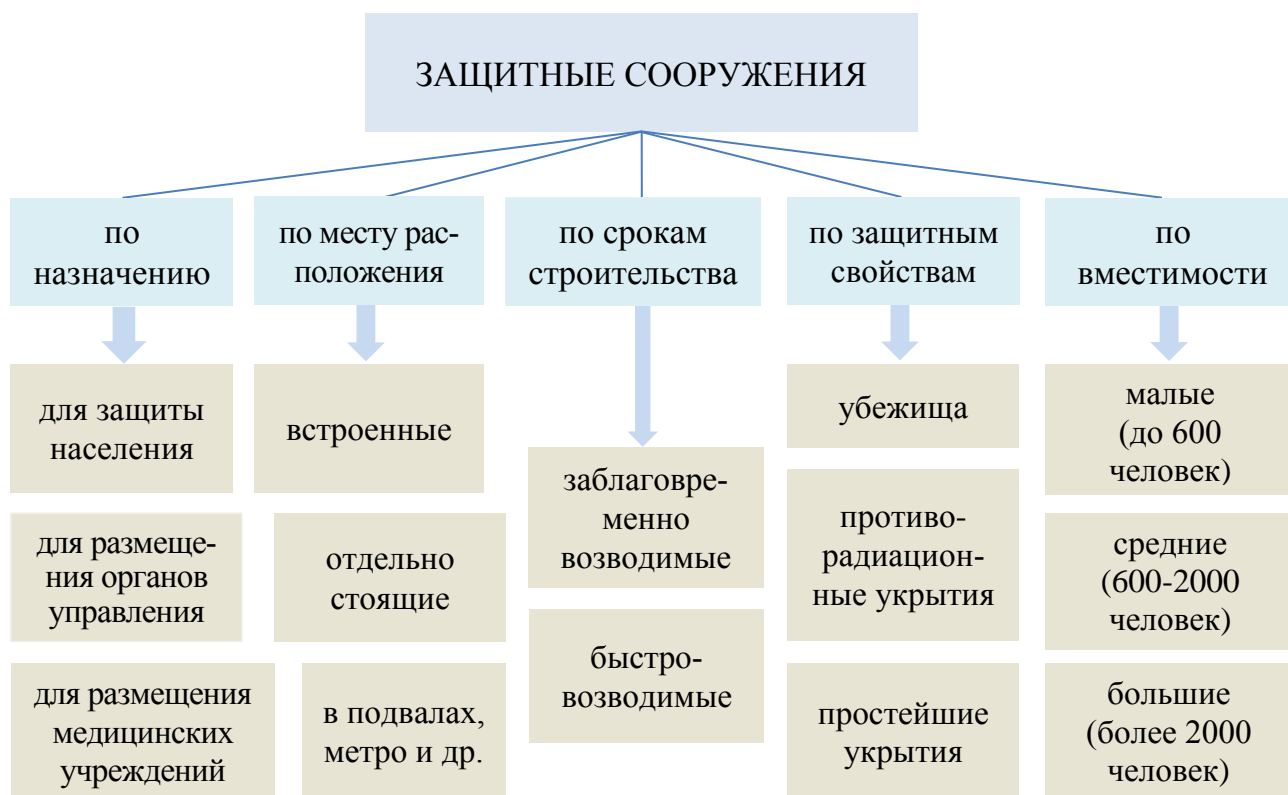 ЗАЩИТНЫЕ СООРУЖЕНИЯ
по
назначению
по месту рас-
положения
по срокам
строительства
по защитным
свойствам
по
вместимости
для защиты
населения
для размеще-
ния органов
управления
для размещения
медицинских
учреждений
встроенные
отдельно
стоящие
в подвалах,
метро и др.
заблаговре-
менно
возводимые
быстро-
возводимые
убежища
противо-
радиацион-
ные укрытия
простейшие
укрытия
малые
(до 600
человек)
средние
(600-2000
человек)
большие
(более 2000
человек)